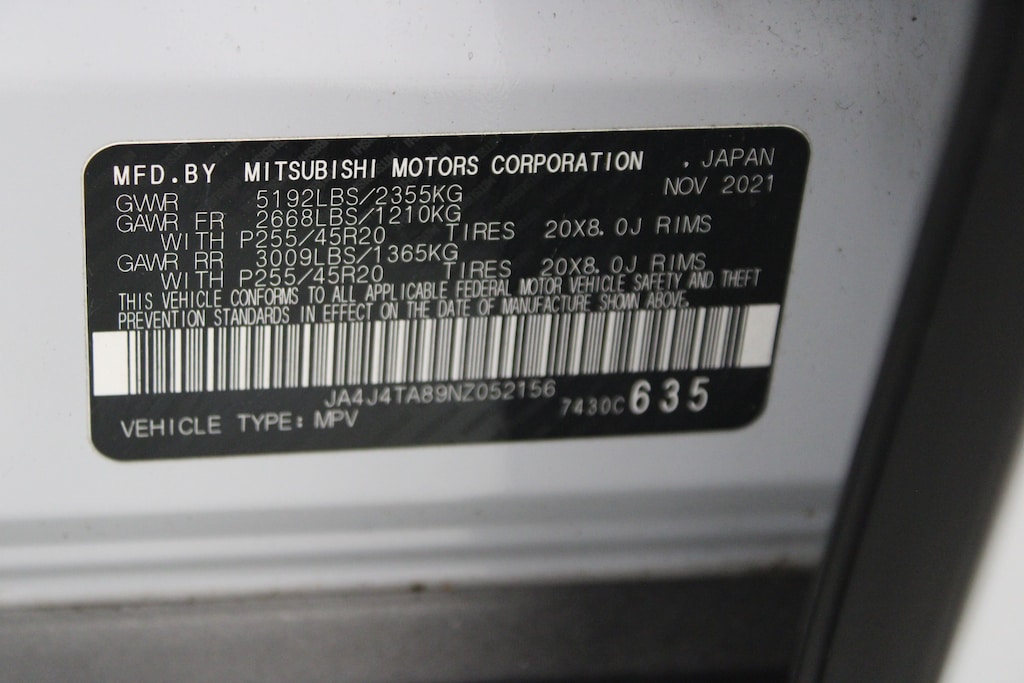 MFD.BY MITSUBISHI MOTORS CORPORATION . JAPAN
GVWR 5192LBS/2355KG NOV 2021
GAWR FR 2668LBS/1210KG
WITH P255/45R20 TIRES 20X8.0J RIMS
GAWR RR 3009LBS/1365KG
WITH P255/45R20 TIRES 20X8.0J RIMS
THIS VEHICLE CONFORMS TO ALL APPLICABLE FEDERAL MOTOR VEHICLE SAFETY AND THEFT
PREVENTION STANDARDS IN EFFECT ON THE DATE OF MANUFACTURE SHOWN ABOVE.
JA4J4TA89NZ052156
VEHICLE TYPE: MPV 7430C 635